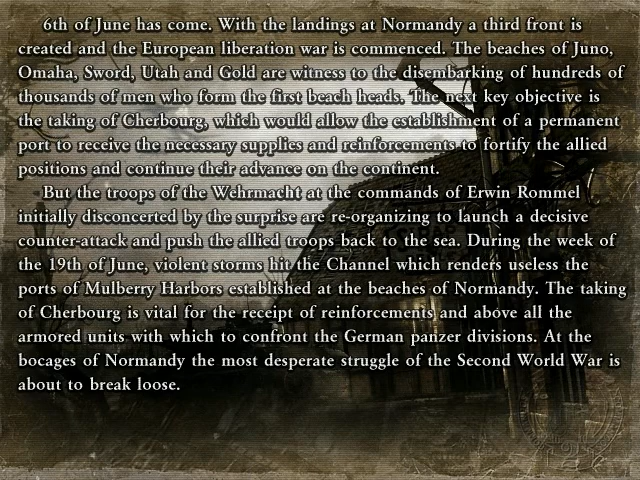 6th of June has come. With the landings at Normandy a third front is
created and the European liberation war is commenced. The beaches of Juno,
Omaha, Sword, Utah and Gold are witness to the disembarking of hundreds of
thousands of men who form the first beach heads. The next key objective is
the taking of Cherbourg, which would allow the establishment of a permanent
port to receive the necessary supplies and reinforcements to fortify the allied
positions and continue their advance on the continent.
But the troops of the Wehrmacht at the commands of Erwin Rommel
initially disconcerted by the surprise are re-organizing to launch a decisive
counter-attack and push the allied troops back to the sea. During the week of
the 19th of June, violent storms hit the Channel which renders useless the
ports of Mulberry Harbors established at the beaches of Normandy. The taking
of Cherbourg is vital for the receipt of reinforcements and above all the
armored units with which to confront the German panzer divisions. At the
bocages of Normandy the most desperate struggle of the Second World War is
about to break loose.